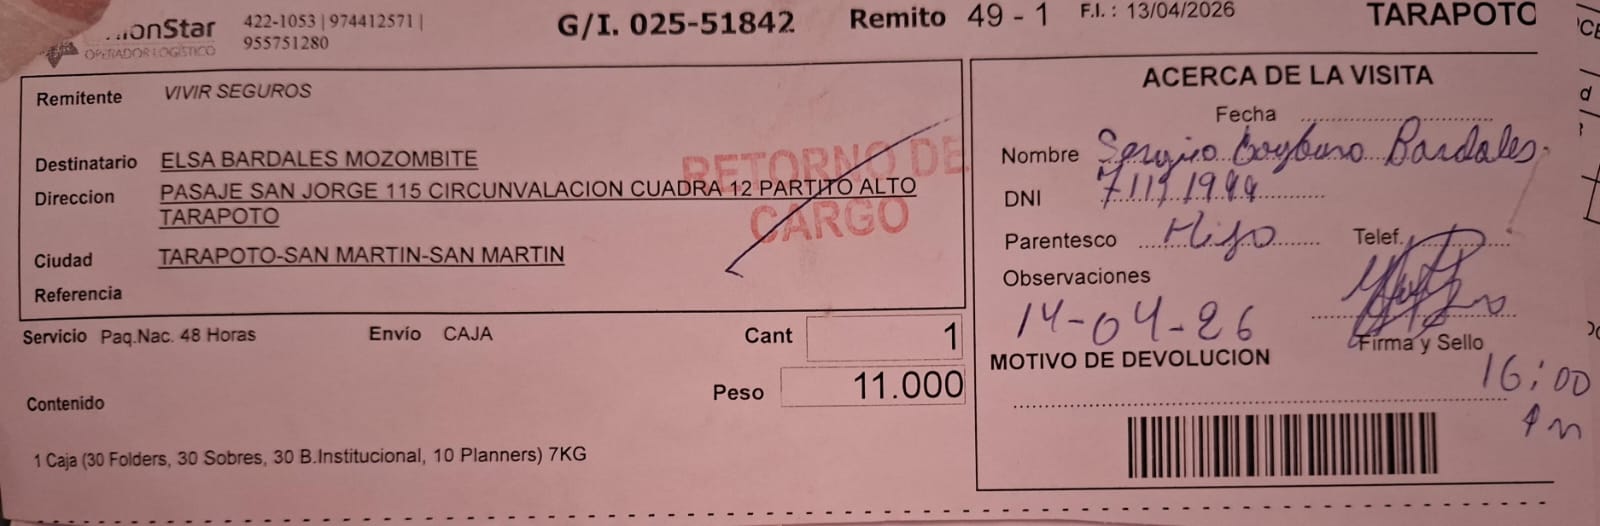 ionStar
OPERADOR LOGÍSTICO
422-1053 | 974412571 |
955751280
G/I. 025-51842
Remito 49 - 1
F.I. : 13/04/2026
TARAPOTO
Remitente VIVIR SEGUROS
Destinatario ELSA BARDALES MOZOMBITE
Direccion PASAJE SAN JORGE 115 CIRCUNVALACION CUADRA 12 PARTITO ALTO
TARAPOTO
Ciudad TARAPOTO-SAN MARTIN-SAN MARTIN
Referencia
RETORNO DE
CARGO
Servicio Paq.Nac. 48 Horas Envío CAJA Cant 1
Peso 11.000
Contenido
1 Caja (30 Folders, 30 Sobres, 30 B.Institucional, 10 Planners) 7KG
ACERCA DE LA VISITA
Fecha
Nombre Sergio Bardales
DNI
Parentesco Hijo Telef.
Observaciones
14-04-26
Firma y Sello
MOTIVO DE DEVOLUCION
16:00
pm